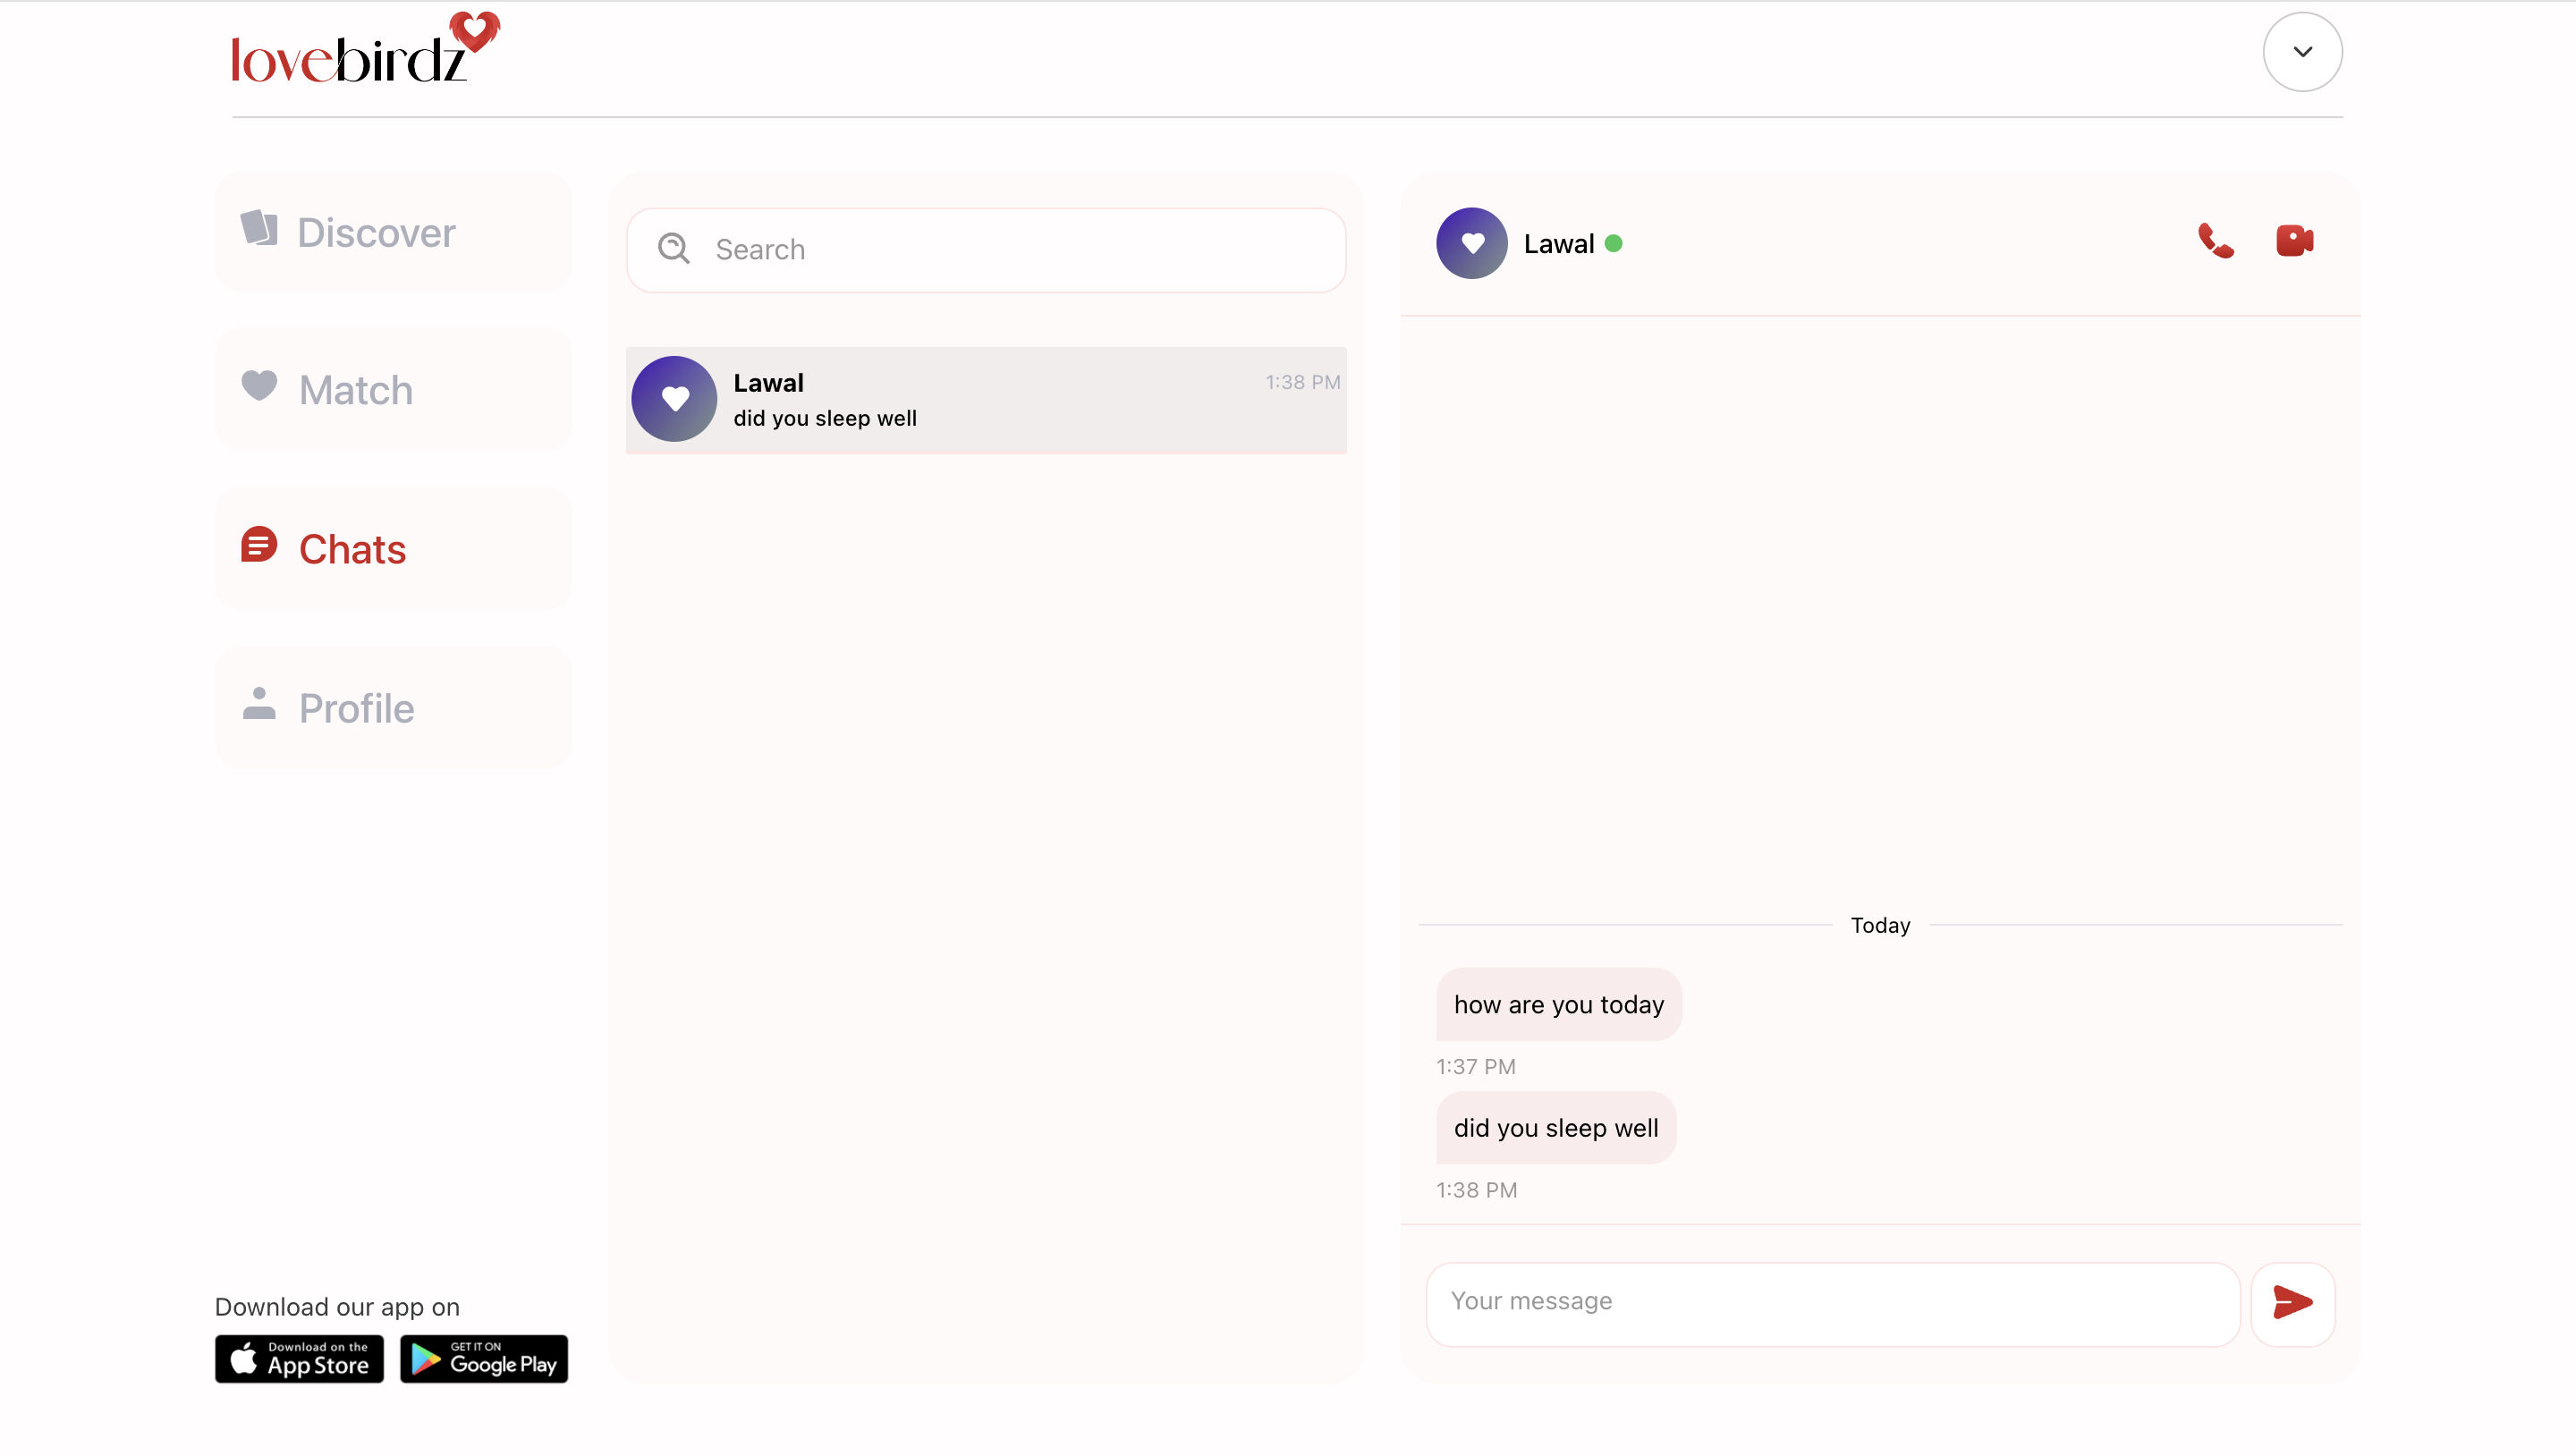 lovebirdz
Discover
Match
Chats
Profile
Download our app on
Download on the
App Store
GET IT ON
Google Play
Search
Lawal
1:38 PM
did you sleep well
Lawal
Today
how are you today
1:37 PM
did you sleep well
1:38 PM
Your message